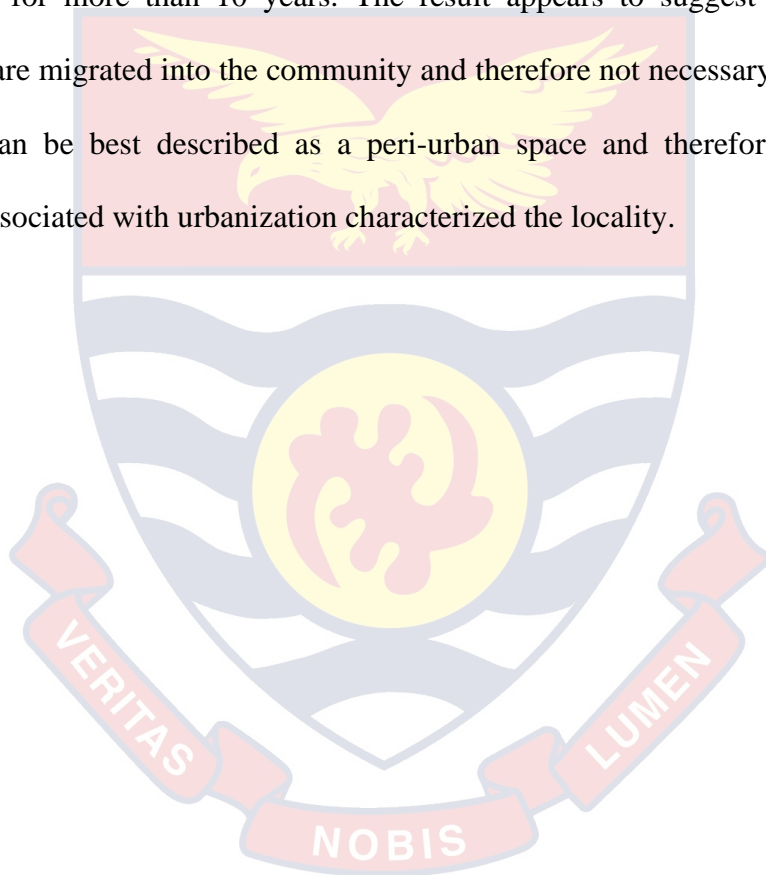 for more than 10 years. The result appears to suggest
are migrated into the community and therefore not necessary
an be best described as a peri-urban space and therefor
sociated with urbanization characterized the locality.
VERITAS
NOBIS
LUMEN